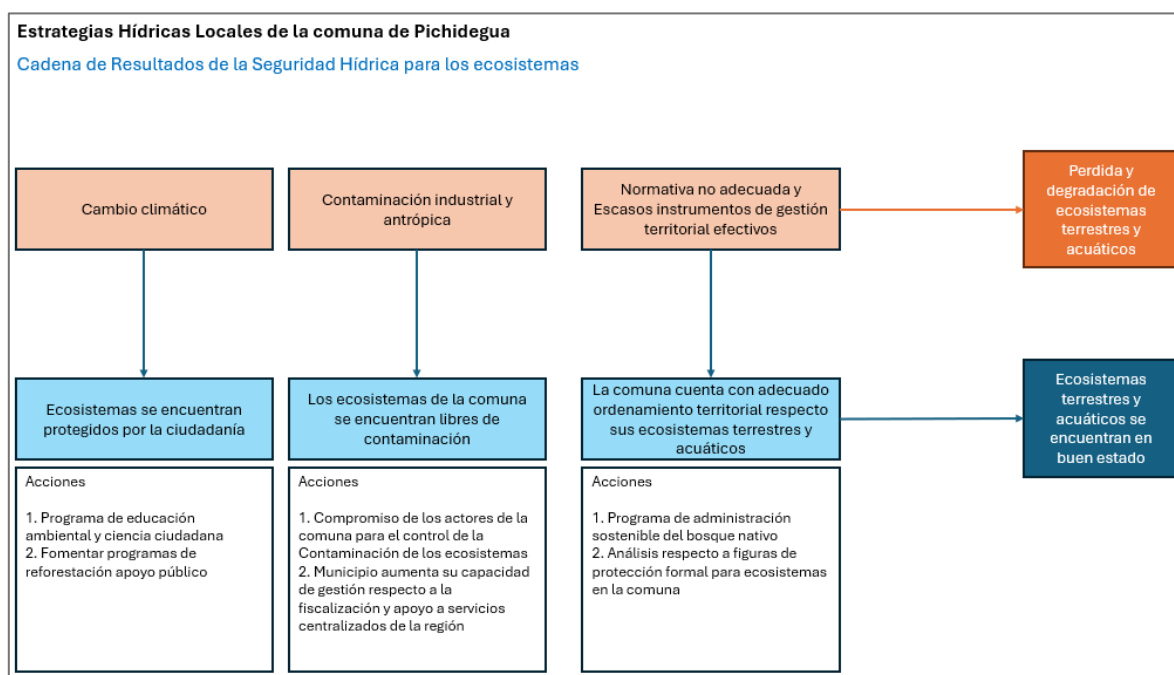 Estrategias Hídricas Locales de la comuna de Pichidegua
Cadena de Resultados de la Seguridad Hídrica para los ecosistemas
Cambio climático
Contaminación industrial y
antrópica
Normativa no adecuada y
Escasos instrumentos de gestión
territorial efectivos
Perdida y
degradación de
ecosistemas
terrestres y
acuáticos
Ecosistemas se encuentran
protegidos por la ciudadanía
Los ecosistemas de la comuna
se encuentran libres de
contaminación
La comuna cuenta con adecuado
ordenamiento territorial respecto
sus ecosistemas terrestres y
acuáticos
Ecosistemas
terrestres y
acuáticos se
encuentran en
buen estado
Acciones
1. Programa de educación
ambiental y ciencia ciudadana
2. Fomentar programas de
reforestación apoyo público
Acciones
1. Compromiso de los actores de la
comuna para el control de la
Contaminación de los ecosistemas
2. Municipio aumenta su capacidad
de gestión respecto a la
fiscalización y apoyo a servicios
centralizados de la región
Acciones
1. Programa de administración
sostenible del bosque nativo
2. Análisis respecto a figuras de
protección formal para ecosistemas
en la comuna